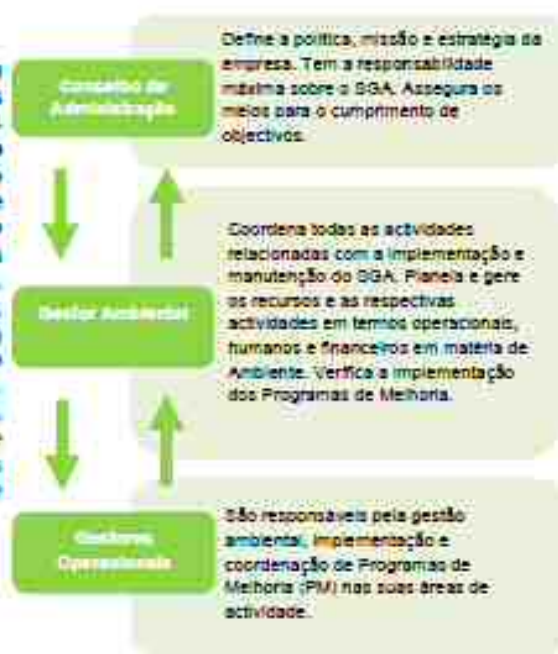 Conselho de
Administração
Define a política, missão e estratégia da
empresa. Tem a responsabilidade
máxima sobre o SGA. Assegura os
meios para o cumprimento de
objectivos.
Gestor Ambiental
Coordena todas as actividades
relacionadas com a implementação e
manutenção do SGA. Planeia e gere
os recursos e as respectivas
actividades em termos operacionais,
humanos e financeiros em matéria de
Ambiente. Verifica a implementação
dos Programas de Melhoria.
Gestores
Operacionais
São responsáveis pela gestão
ambiental, implementação e
coordenação de Programas de
Melhoria (PM) nas suas áreas de
actividade.